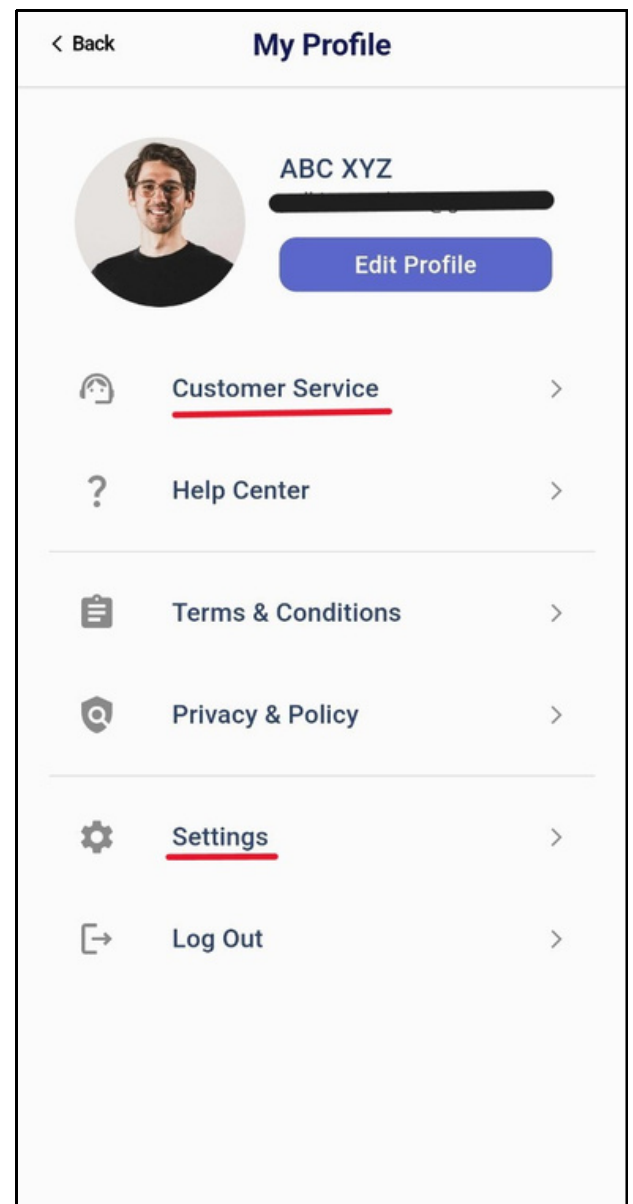 Back
My Profile
ABC XYZ
Edit Profile
Customer Service
Help Center
Terms & Conditions
Privacy & Policy
Settings
Log Out